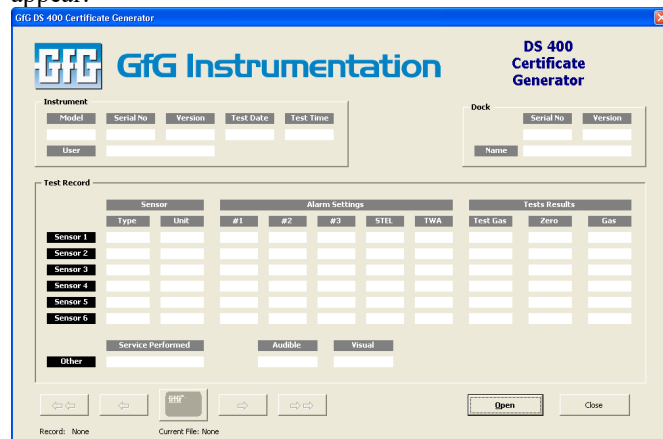 appear.
GfG DS 400 Certificate Generator
GfG GfG Instrumentation DS 400
Certificate
Generator
Instrument
Model Serial No Version Test Date Test Time
User
Dock
Serial No Version
Name
Test Record
Sensor Alarm Settings Tests Results
Type Unit #1 #2 #3 STEL TWA Test Gas Zero Gas
Sensor 1
Sensor 2
Sensor 3
Sensor 4
Sensor 5
Sensor 6
Service Performed Audible Visual
Other
GfG
Open Close
Record: None Current File: None